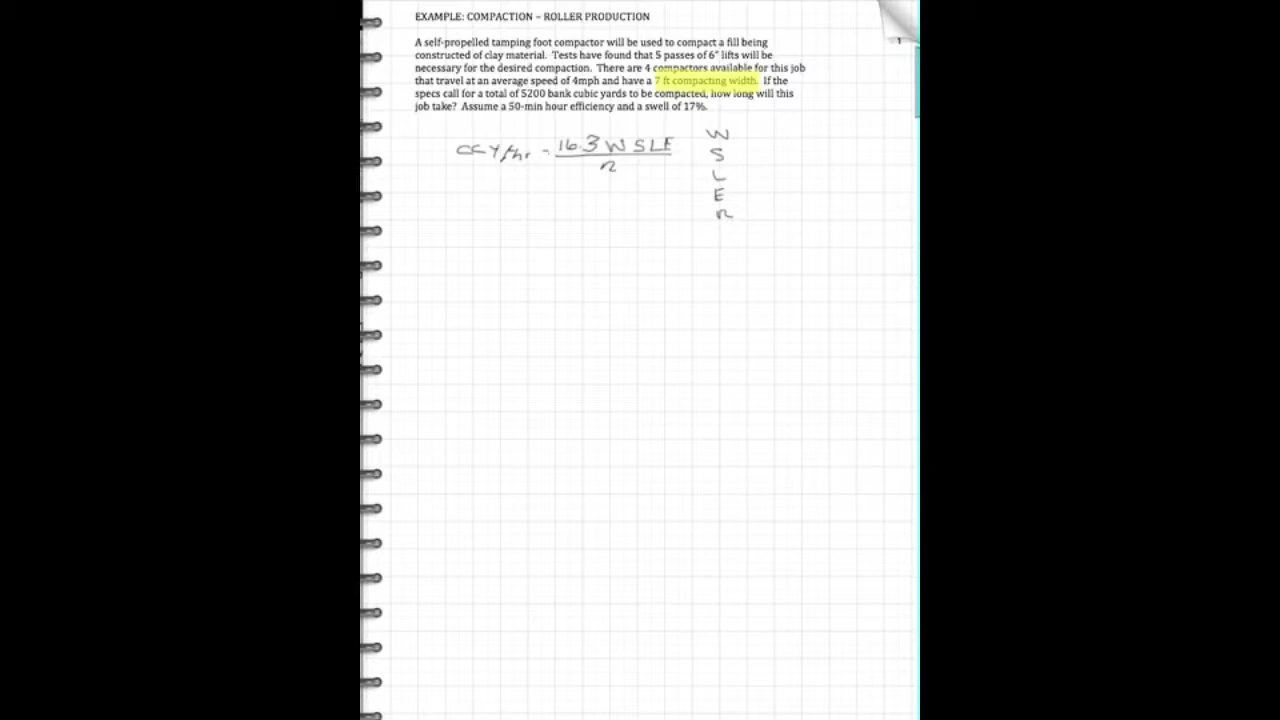 EXAMPLE: COMPACTION – ROLLER PRODUCTION
1
A self-propelled tamping foot compactor will be used to compact a fill being
constructed of clay material. Tests have found that 5 passes of 6" lifts will be
necessary for the desired compaction. There are 4 compactors available for this job
that travel at an average speed of 4mph and have a 7 ft compacting width. If the
specs call for a total of 5200 bank cubic yards to be compacted, how long will this
job take? Assume a 50-min hour efficiency and a swell of 17%.
CCY/hr = 16.3 W S L E
n
W
S
L
E
n